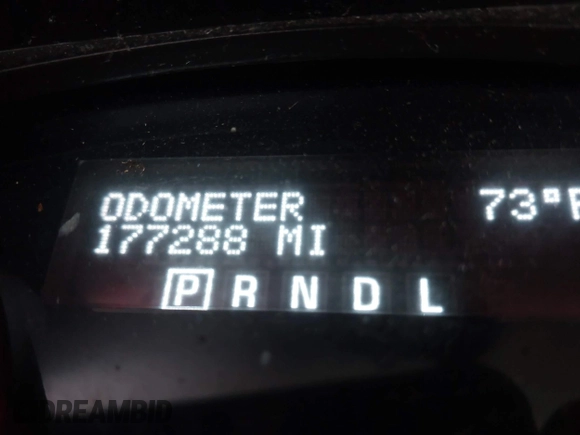 ODOMETER 73°F
177288 MI
P R N D L
DREAMBID